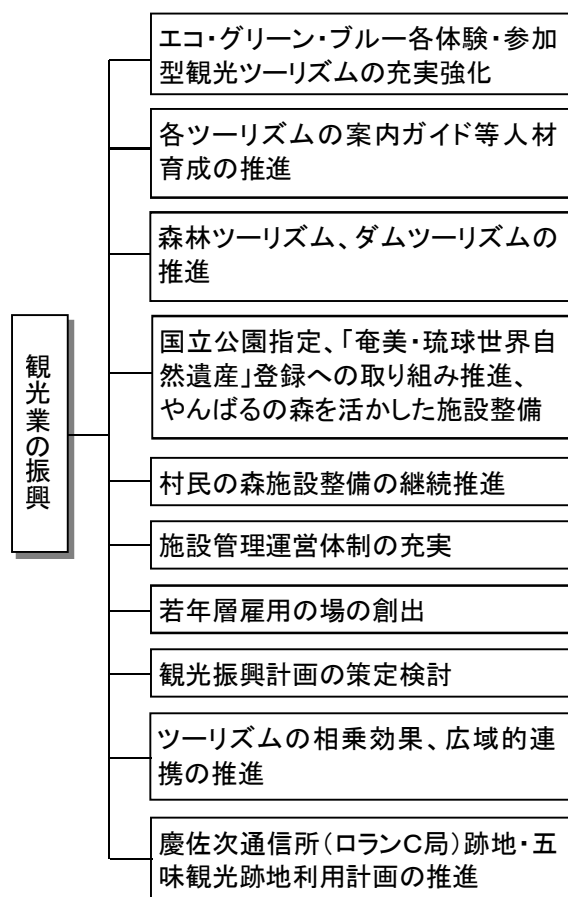 観光業の振興
エコ・グリーン・ブルー各体験・参加
型観光ツーリズムの充実強化
各ツーリズムの案内ガイド等人材
育成の推進
森林ツーリズム、ダムツーリズムの
推進
国立公園指定、「奄美・琉球世界自
然遺産」登録への取り組み推進、
やんばるの森を活かした施設整備
村民の森施設整備の継続推進
施設管理運営体制の充実
若年層雇用の場の創出
観光振興計画の策定検討
ツーリズムの相乗効果、広域的連
携の推進
慶佐次通信所(ロランC局)跡地・五
味観光跡地利用計画の推進